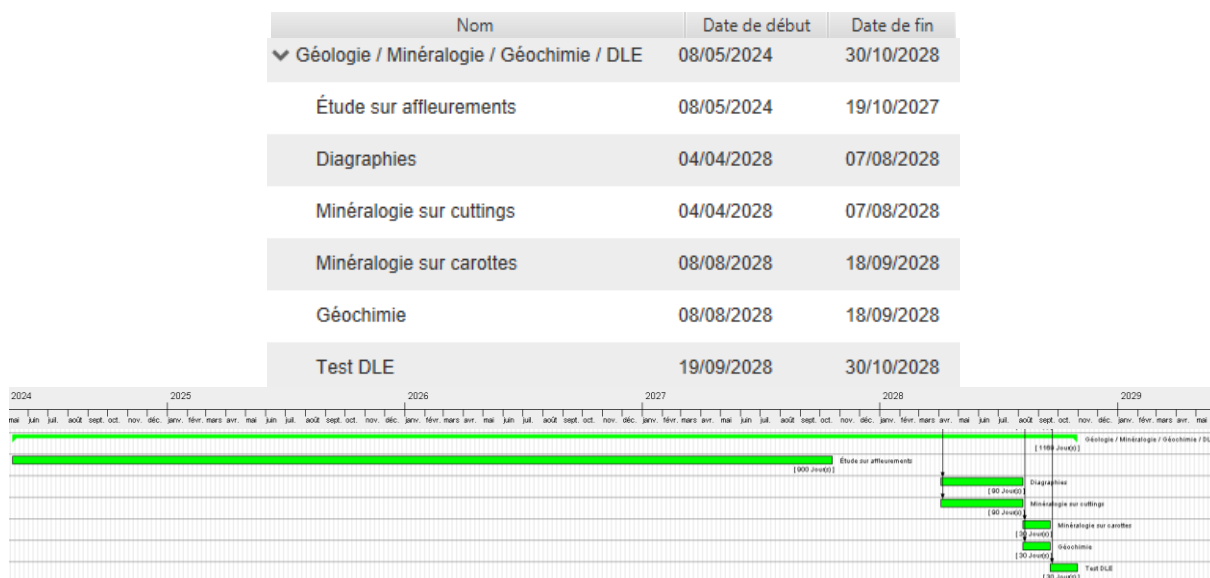 Nom Date de début Date de fin
Géologie / Minéralogie / Géochimie / DLE 08/05/2024 30/10/2028
Étude sur affleurements 08/05/2024 19/10/2027
Diagraphies 04/04/2028 07/08/2028
Minéralogie sur cuttings 04/04/2028 07/08/2028
Minéralogie sur carottes 08/08/2028 18/09/2028
Géochimie 08/08/2028 18/09/2028
Test DLE 19/09/2028 30/10/2028
2024 2025 2026 2027 2028 2029
mai juin juil. août sept. oct. nov. déc. janv. févr. mars avr. mai juin juil. août sept. oct. nov. déc. janv. févr. mars avr. mai juin juil. août sept. oct. nov. déc. janv. févr. mars avr. mai juin juil. août sept. oct. nov. déc. janv. févr. mars avr. mai juin juil. août sept. oct. nov. déc. janv. févr. mars avr. mai
Géologie / Minéralogie / Géochimie /
Étude sur affleurements
[ 900 Jour(s) ]
Diagraphies
[ 90 Jour(s) ]
Minéralogie sur cuttings
[ 90 Jour(s) ]
Minéralogie sur carottes
[ 30 Jour(s) ]
Géochimie
[ 30 Jour(s) ]
Test DLE
[ 30 Jour(s) ]